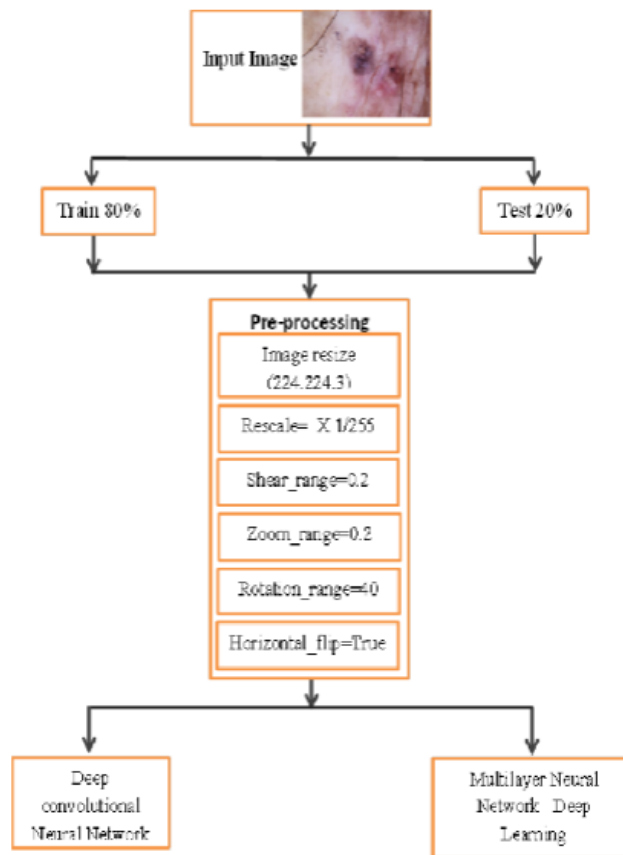 Input Image
Train 80%
Test 20%
Pre-processing
Image resize
(224.224.3)
Rescale= X 1/255
Shear_range=0.2
Zoom_range=0.2
Rotation_range=40
Horizontal_flip=True
Deep
convolutional
Neural Network
Multilayer Neural
Network Deep
Learning